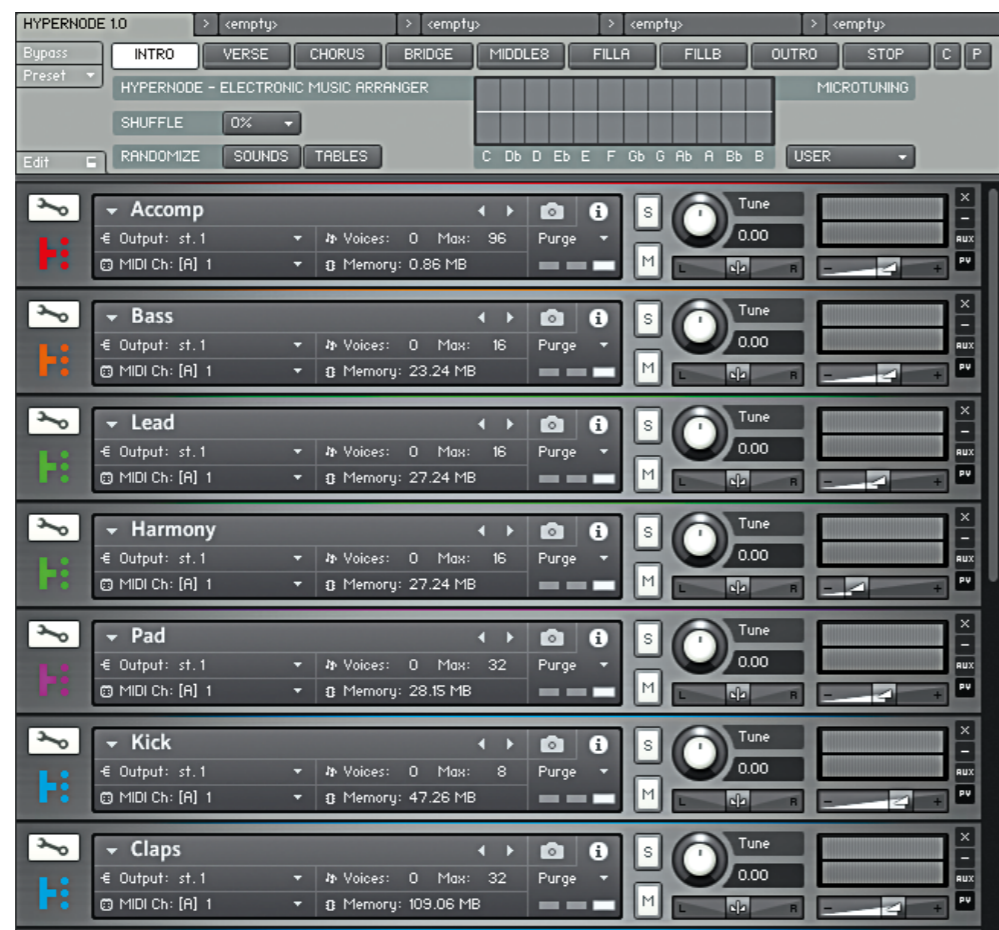 HYPERNODE 1.0 > <empty> > <empty> > <empty> > <empty>
Bypass INTRO VERSE CHORUS BRIDGE MIDDLE8 FILLA FILLB OUTRO STOP C P
Preset
HYPERNODE - ELECTRONIC MUSIC ARRANGER MICROTUNING
SHUFFLE 0%
Edit RANDOMIZE SOUNDS TABLES C Db D Eb E F Gb G Ab A Bb B USER
Accomp i S Tune ×
Output: st.1 Voices: 0 Max: 96 Purge 0.00 AUX
MIDI Ch: [A] 1 Memory: 0.86 MB M L R - + PV
Bass i S Tune ×
Output: st.1 Voices: 0 Max: 16 Purge 0.00 AUX
MIDI Ch: [A] 1 Memory: 23.24 MB M L R - + PV
Lead i S Tune ×
Output: st.1 Voices: 0 Max: 16 Purge 0.00 AUX
MIDI Ch: [A] 1 Memory: 27.24 MB M L R - + PV
Harmony i S Tune ×
Output: st.1 Voices: 0 Max: 16 Purge 0.00 AUX
MIDI Ch: [A] 1 Memory: 27.24 MB M L R - + PV
Pad i S Tune ×
Output: st.1 Voices: 0 Max: 32 Purge 0.00 AUX
MIDI Ch: [A] 1 Memory: 28.15 MB M L R - + PV
Kick i S Tune ×
Output: st.1 Voices: 0 Max: 8 Purge 0.00 AUX
MIDI Ch: [A] 1 Memory: 47.26 MB M L R - + PV
Claps i S Tune ×
Output: st.1 Voices: 0 Max: 32 Purge 0.00 AUX
MIDI Ch: [A] 1 Memory: 109.06 MB M L R - + PV